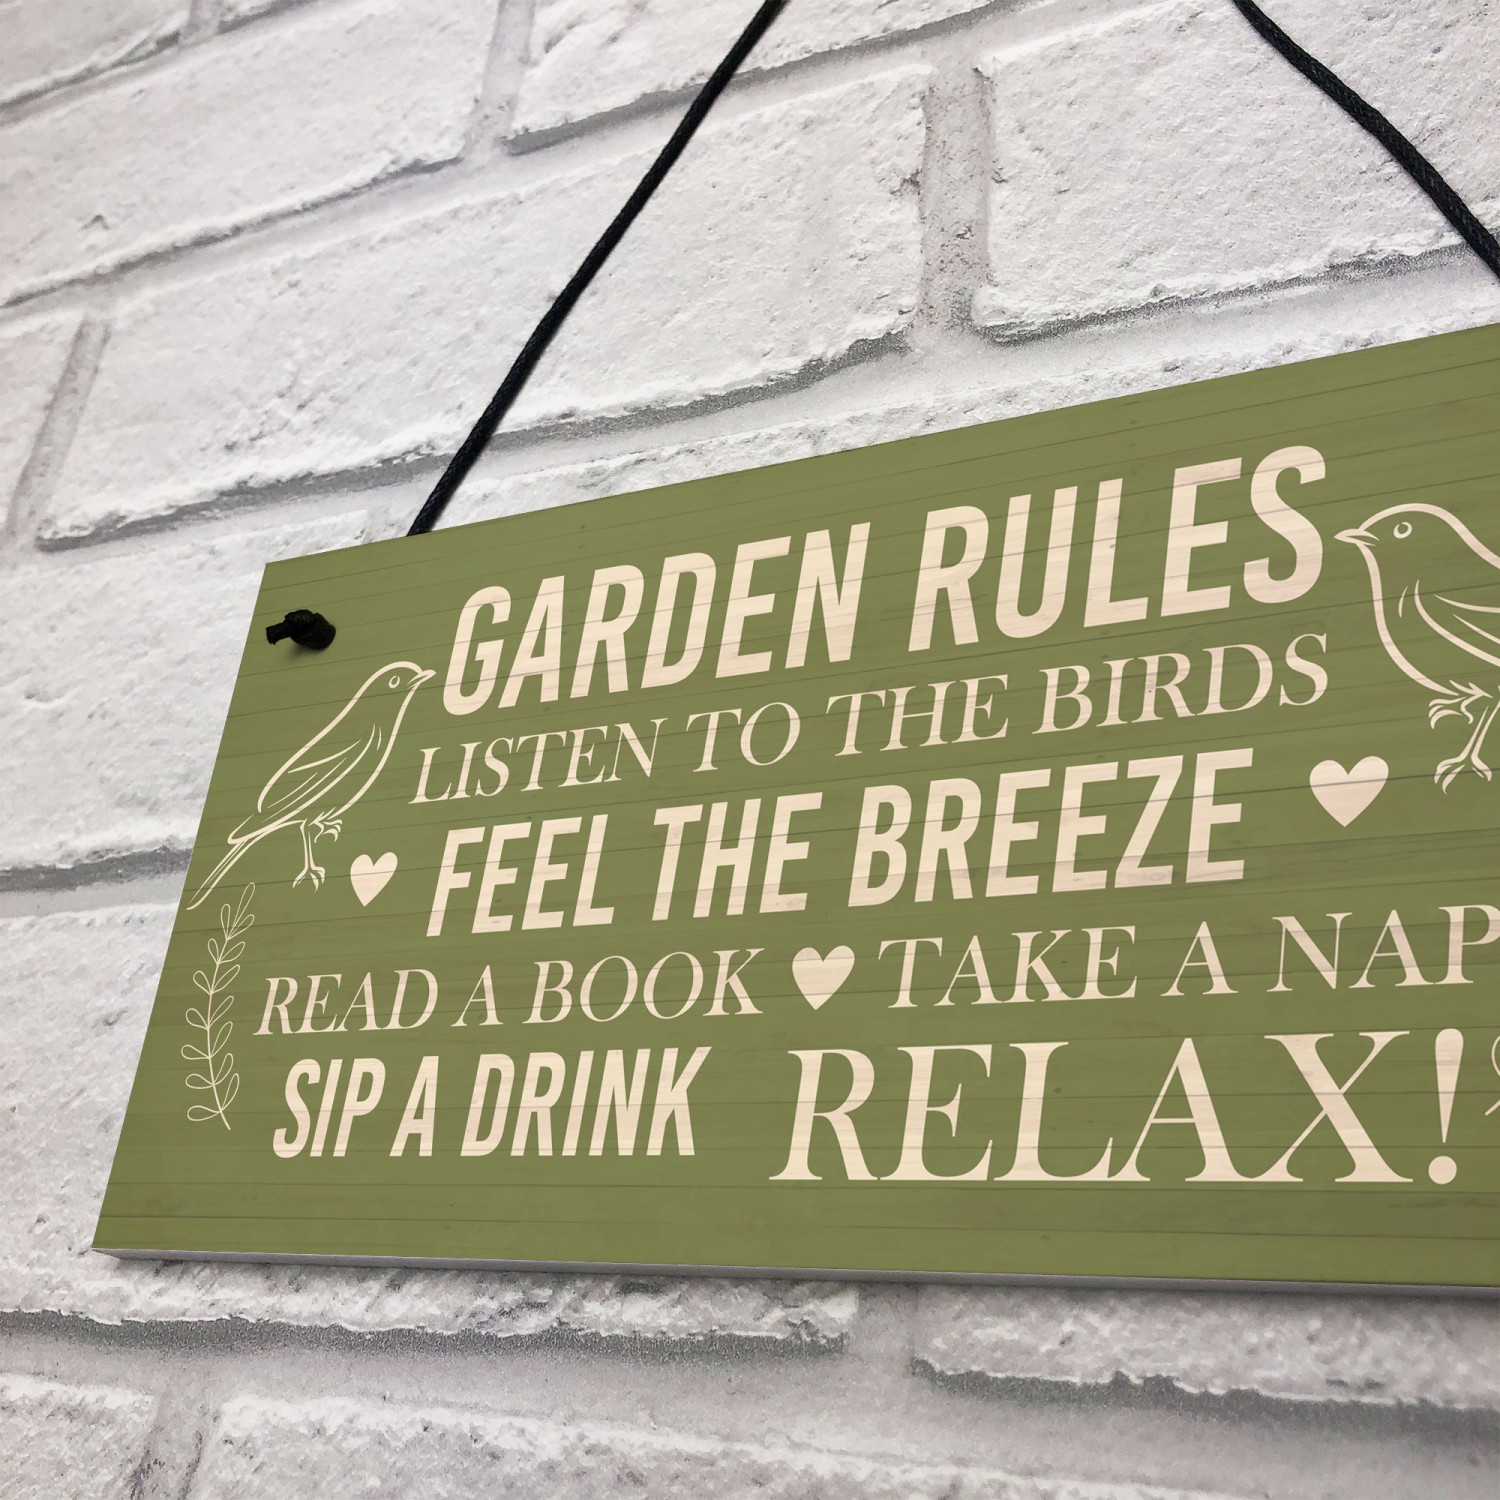 GARDEN RULES
LISTEN TO THE BIRDS
FEEL THE BREEZE
READ A BOOK TAKE A NAP
SIP A DRINK RELAX!